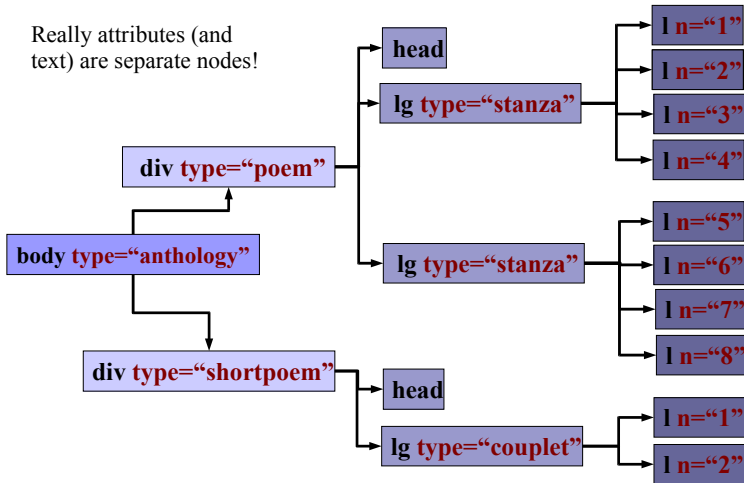 Really attributes (and
text) are separate nodes!
head
lg type=“stanza”
l n=“1”
l n=“2”
l n=“3”
l n=“4”
div type=“poem”
body type=“anthology”
lg type=“stanza”
l n=“5”
l n=“6”
l n=“7”
l n=“8”
div type=“shortpoem”
head
lg type=“couplet”
l n=“1”
l n=“2”